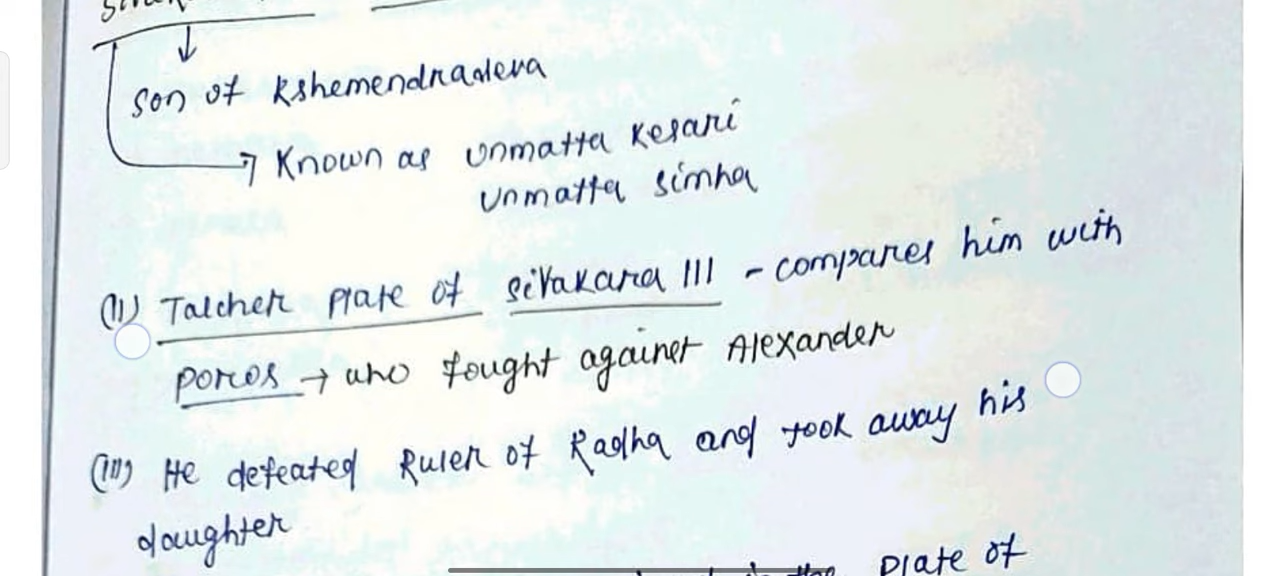 son of Kshemendradeva
Known as Unmatta Kesari
Unmatta simha
(II) Talcher Plate of sivakara III - compares him with
poros → who fought against Alexander
(III) He defeated Ruler of Radha and took away his
daughter
Plate of